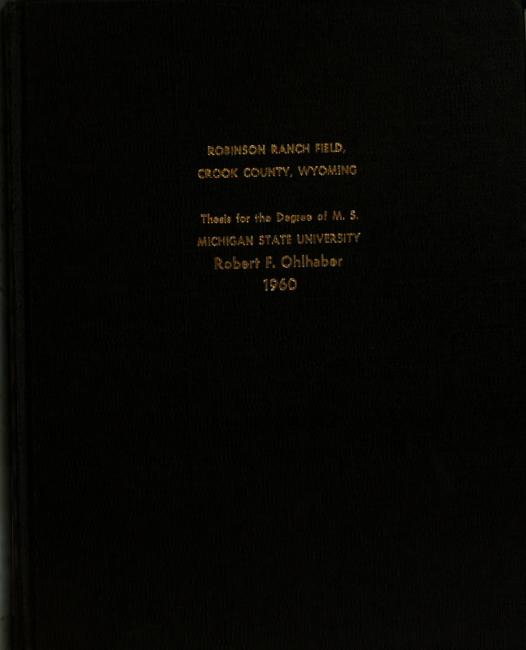 ROBINSON RANCH FIELD,
CROOK COUNTY, WYOMING
Thesis for the Degree of M. S.
MICHIGAN STATE UNIVERSITY
Robert F. Ohlhaber
1960